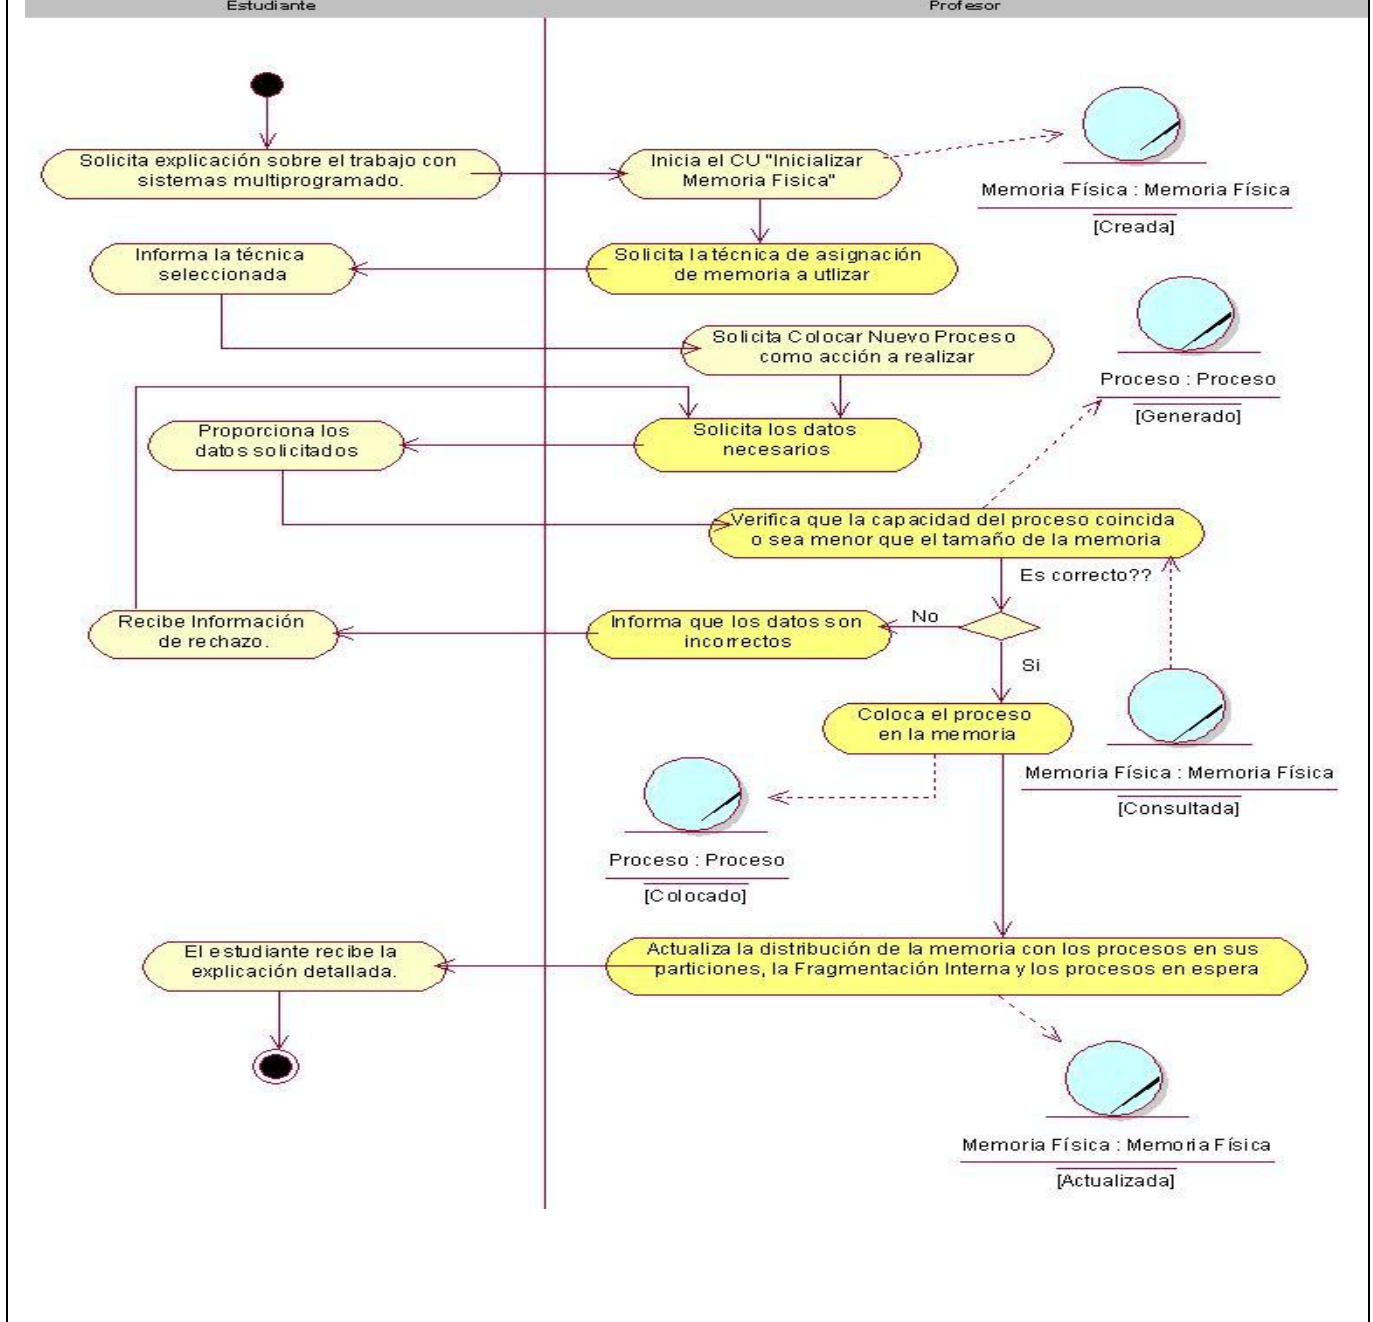 Estudiante
Profesor
Solicita explicación sobre el trabajo con
sistemas multiprogramado.
Inicia el CU "Inicializar
Memoria Fisica"
Memoria Física : Memoria Física
[Creada]
Informa la técnica
seleccionada
Solicita la técnica de asignación
de memoria a utlizar
Solicita Colocar Nuevo Proceso
como acción a realizar
Proceso : Proceso
[Generado]
Proporciona los
datos solicitados
Solicita los datos
necesarios
Verifica que la capacidad del proceso coincida
o sea menor que el tamaño de la memoria
Es correcto??
Recibe Información
de rechazo.
Informa que los datos son
incorrectos
No
Si
Coloca el proceso
en la memoria
Memoria Física : Memoria Física
[Consultada]
Proceso : Proceso
[Colocado]
El estudiante recibe la
explicación detallada.
Actualiza la distribución de la memoria con los procesos en sus
particiones, la Fragmentación Interna y los procesos en espera
Memoria Física : Memoria Física
[Actualizada]